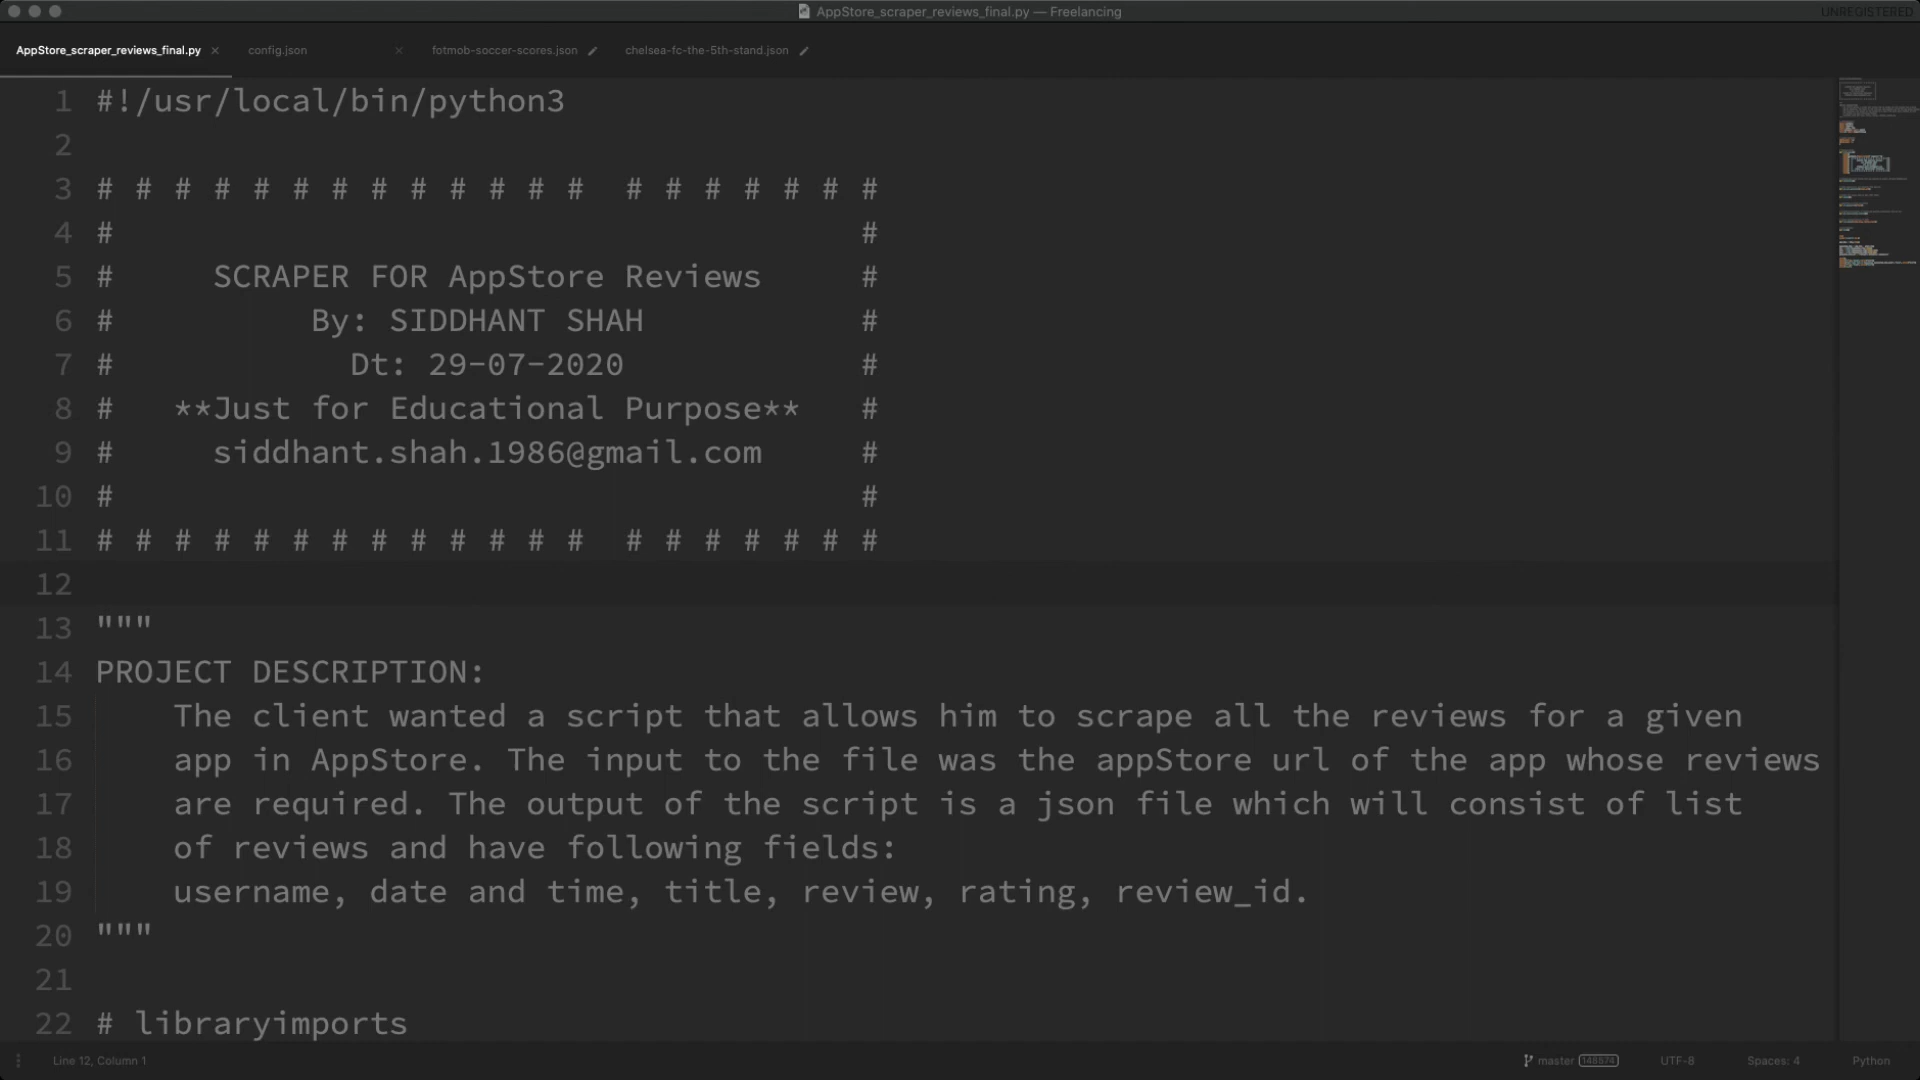 AppStore_scraper_reviews_final.py — Freelancing
UNREGISTERED
AppStore_scraper_reviews_final.py × config.json × fotmob-soccer-scores.json chelsea-fc-the-5th-stand.json
1 #!/usr/local/bin/python3
2
3 # # # # # # # # # # # # # # # # # # # #
4 # #
5 # SCRAPER FOR AppStore Reviews #
6 # By: SIDDHANT SHAH #
7 # Dt: 29-07-2020 #
8 # **Just for Educational Purpose** #
9 # siddhant.shah.1986@gmail.com #
10 # #
11 # # # # # # # # # # # # # # # # # # # #
12
13 """
14 PROJECT DESCRIPTION:
15 The client wanted a script that allows him to scrape all the reviews for a given
16 app in AppStore. The input to the file was the appStore url of the app whose reviews
17 are required. The output of the script is a json file which will consist of list
18 of reviews and have following fields:
19 username, date and time, title, review, rating, review_id.
20 """
21
22 # libraryimports
Line 12, Column 1 master 148574 UTF-8 Spaces: 4 Python